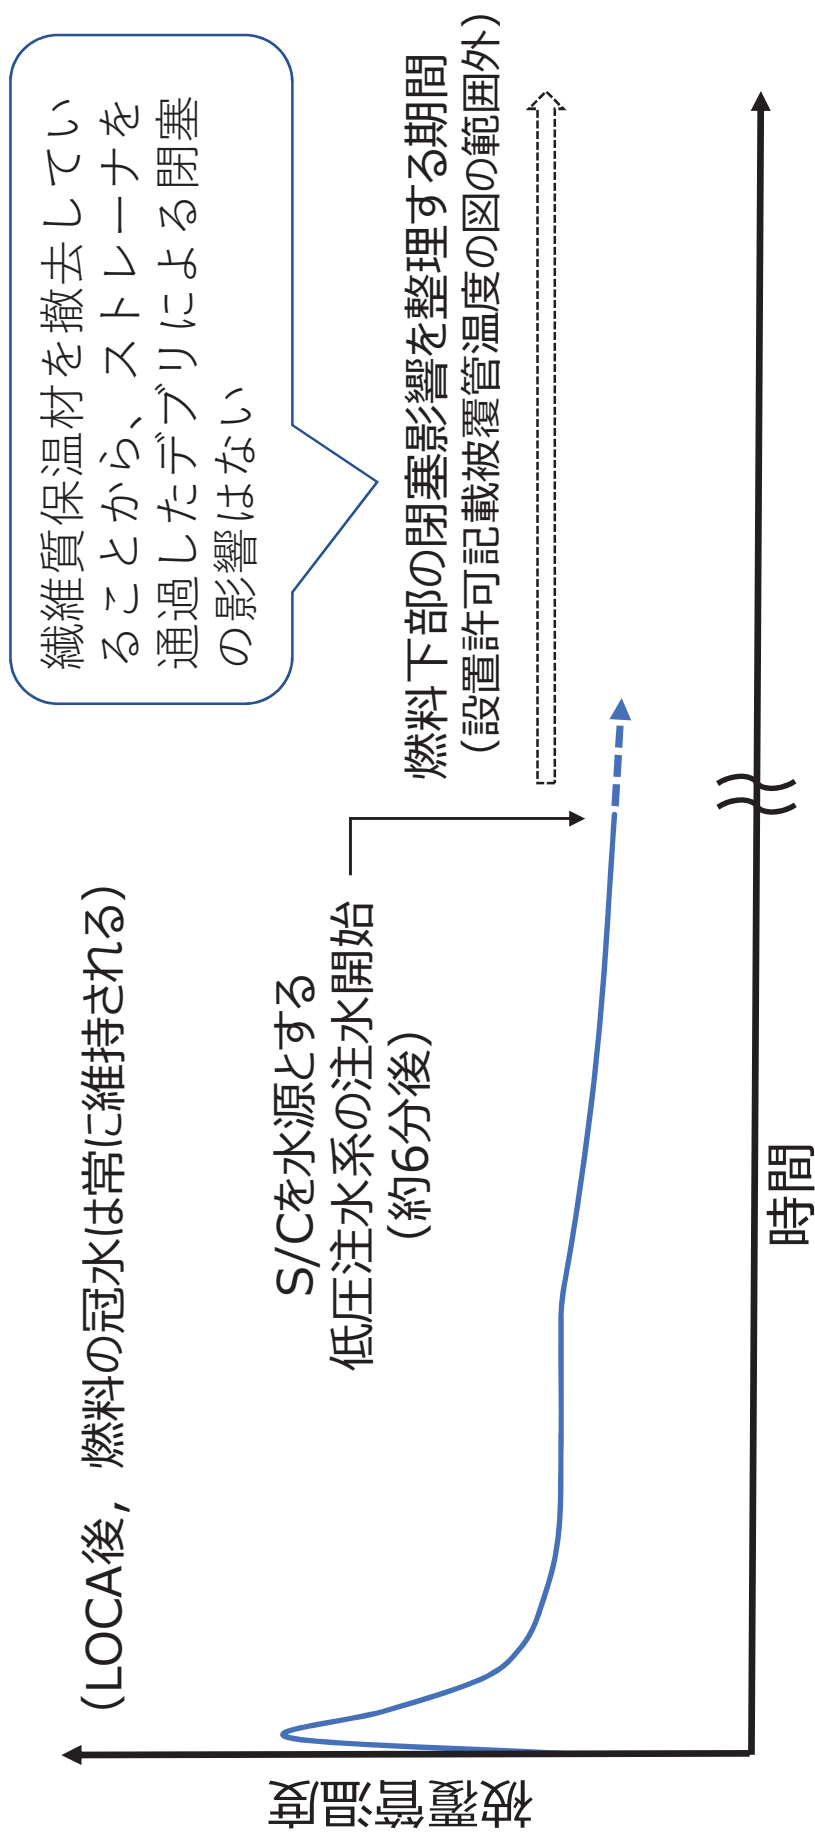 (LOCA後，燃料の冠水は常に維持される)
繊維質保温材を撤去してい
ることから、ストレーナを
通過したデブリによる閉塞
の影響はない
S/Cを水源とする
低圧注水系の注水開始
(約6分後)
燃料下部の閉塞影響を整理する期間
(設置許可記載被覆管温度の図の範囲外)
被覆管温度
時間